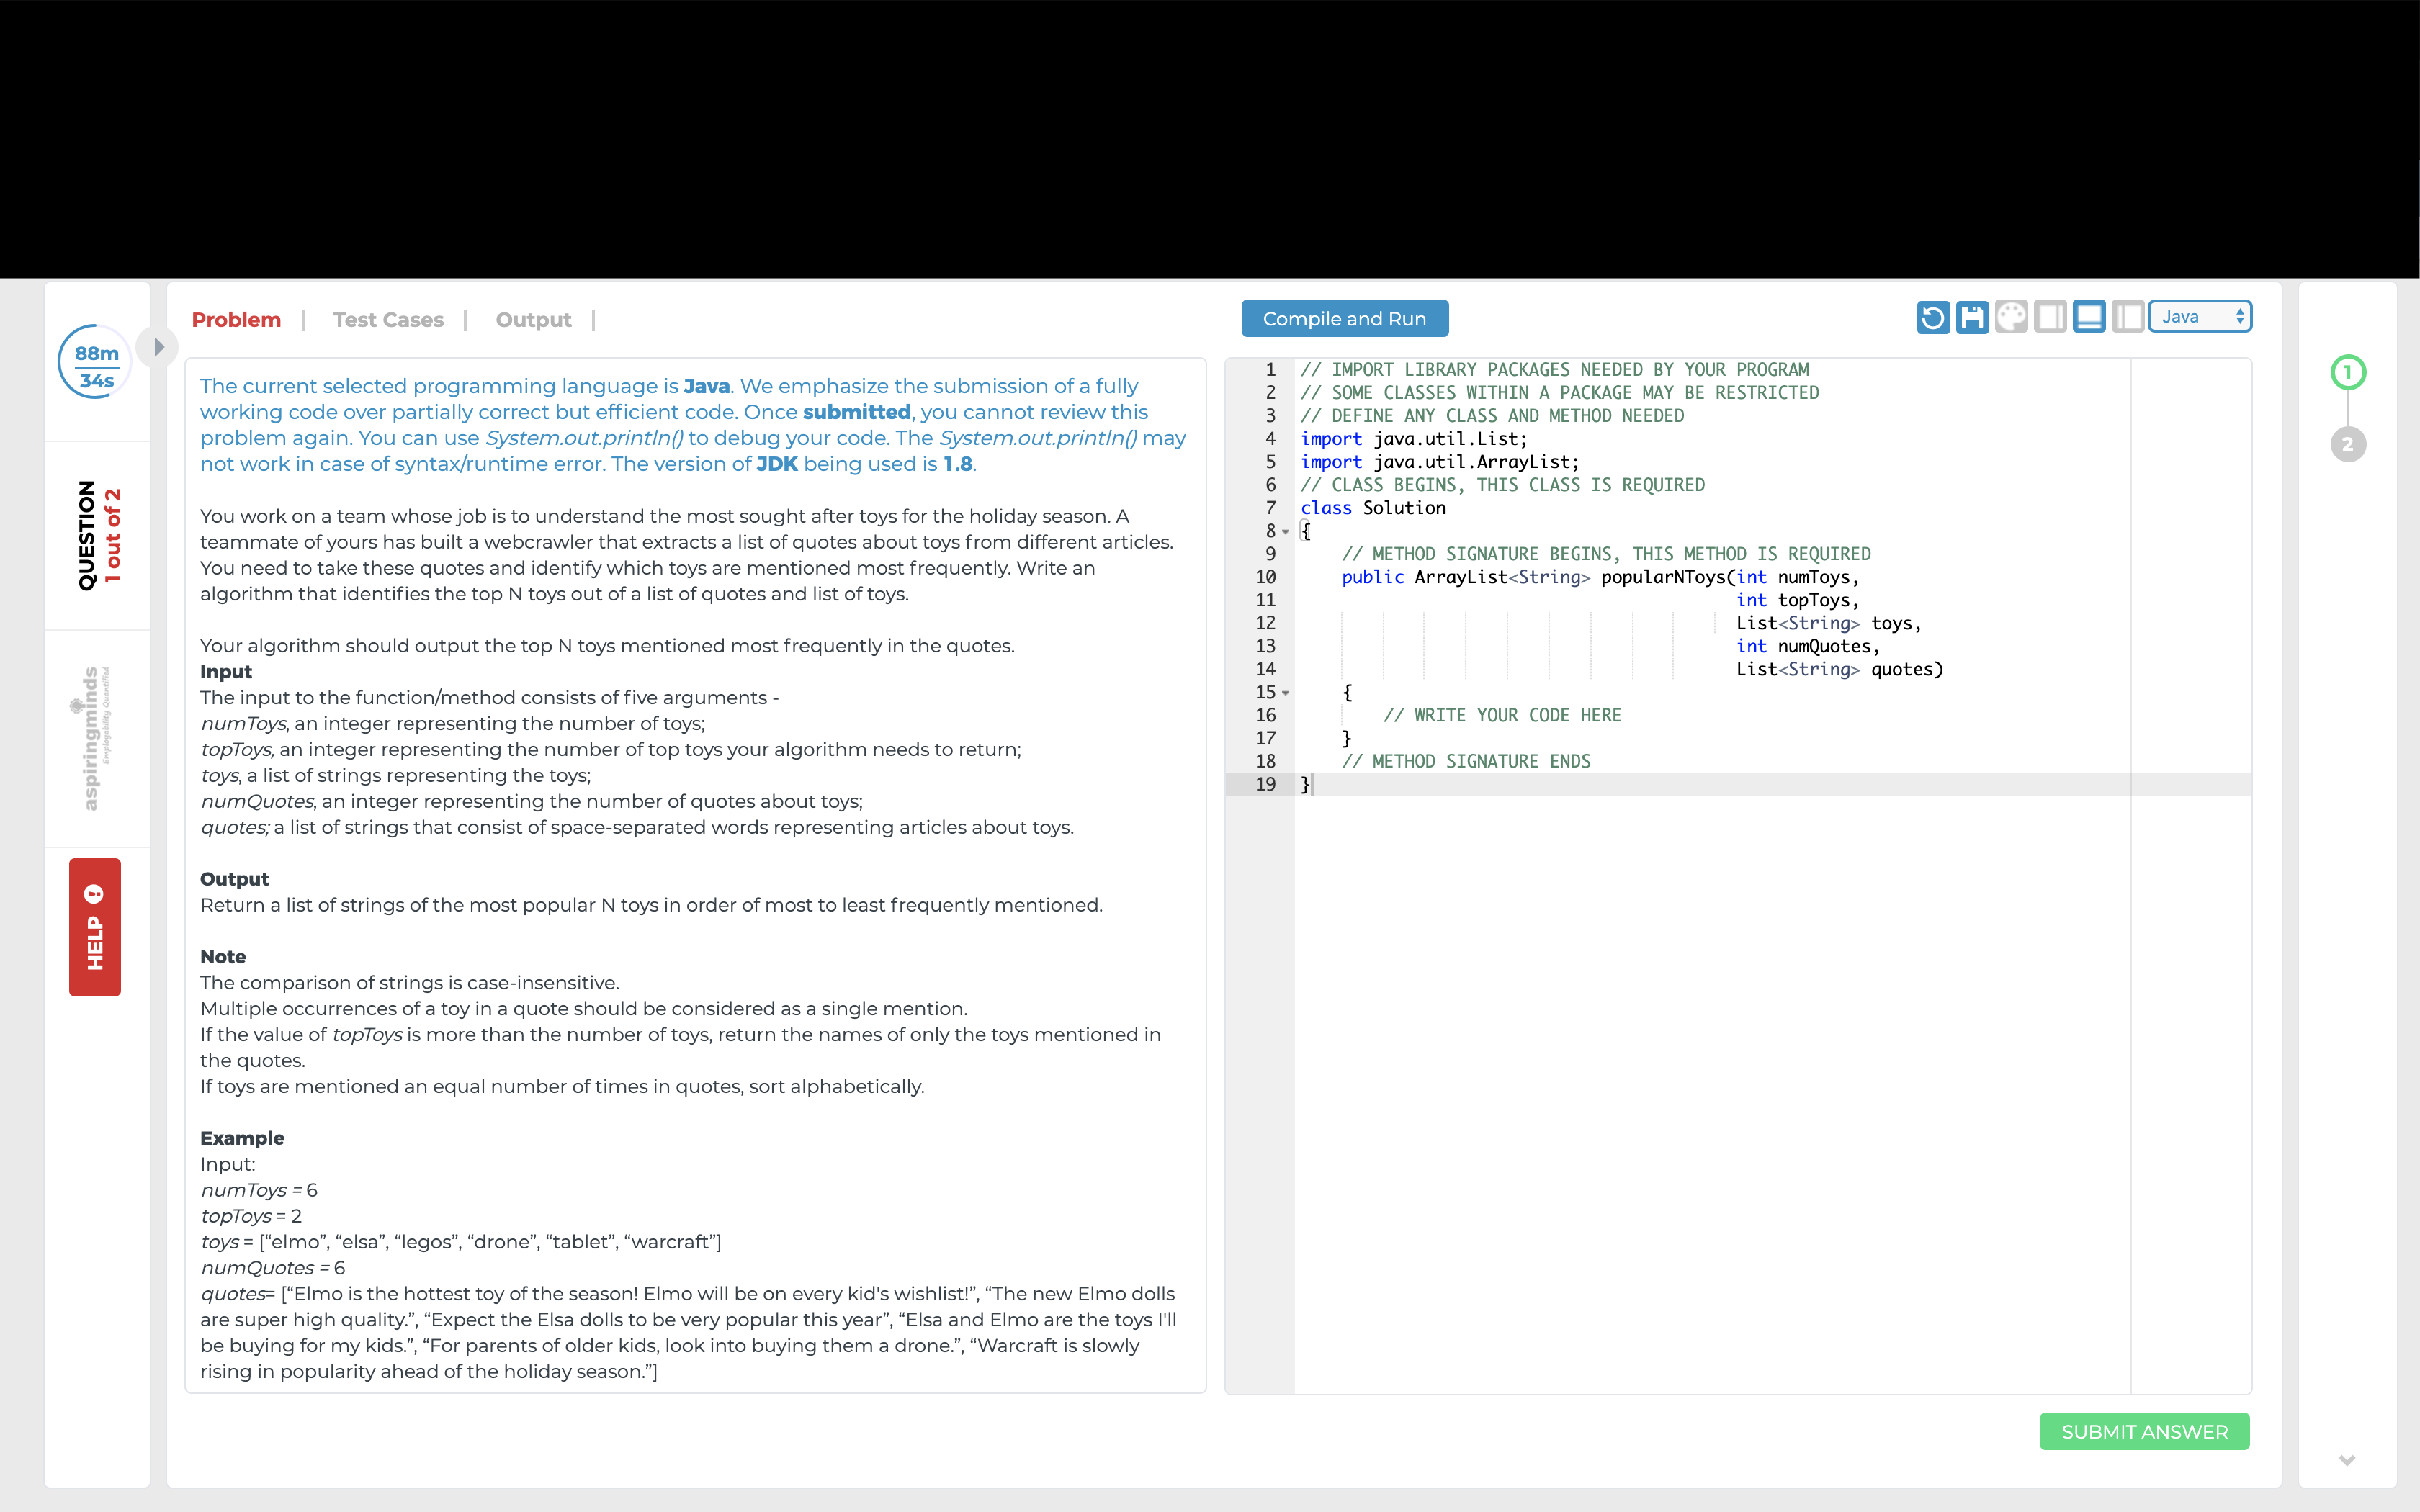 88m
34s
QUESTION
1 out of 2
aspiringminds
Employability Quantified
HELP
Problem | Test Cases | Output |
The current selected programming language is Java. We emphasize the submission of a fully
working code over partially correct but efficient code. Once submitted, you cannot review this
problem again. You can use System.out.println() to debug your code. The System.out.println() may
not work in case of syntax/runtime error. The version of JDK being used is 1.8.
You work on a team whose job is to understand the most sought after toys for the holiday season. A
teammate of yours has built a webcrawler that extracts a list of quotes about toys from different articles.
You need to take these quotes and identify which toys are mentioned most frequently. Write an
algorithm that identifies the top N toys out of a list of quotes and list of toys.
Your algorithm should output the top N toys mentioned most frequently in the quotes.
Input
The input to the function/method consists of five arguments -
numToys, an integer representing the number of toys;
topToys, an integer representing the number of top toys your algorithm needs to return;
toys, a list of strings representing the toys;
numQuotes, an integer representing the number of quotes about toys;
quotes; a list of strings that consist of space-separated words representing articles about toys.
Output
Return a list of strings of the most popular N toys in order of most to least frequently mentioned.
Note
The comparison of strings is case-insensitive.
Multiple occurrences of a toy in a quote should be considered as a single mention.
If the value of topToys is more than the number of toys, return the names of only the toys mentioned in
the quotes.
If toys are mentioned an equal number of times in quotes, sort alphabetically.
Example
Input:
numToys = 6
topToys = 2
toys = [“elmo”, “elsa”, “legos”, “drone”, “tablet”, “warcraft”]
numQuotes = 6
quotes= [“Elmo is the hottest toy of the season! Elmo will be on every kid's wishlist!”, “The new Elmo dolls
are super high quality.”, “Expect the Elsa dolls to be very popular this year”, “Elsa and Elmo are the toys I'll
be buying for my kids.”, “For parents of older kids, look into buying them a drone.”, “Warcraft is slowly
rising in popularity ahead of the holiday season.”]
Compile and Run
Java
1 // IMPORT LIBRARY PACKAGES NEEDED BY YOUR PROGRAM
2 // SOME CLASSES WITHIN A PACKAGE MAY BE RESTRICTED
3 // DEFINE ANY CLASS AND METHOD NEEDED
4 import java.util.List;
5 import java.util.ArrayList;
6 // CLASS BEGINS, THIS CLASS IS REQUIRED
7 class Solution
8 {
9 // METHOD SIGNATURE BEGINS, THIS METHOD IS REQUIRED
10 public ArrayList<String> popularNToys(int numToys,
11 int topToys,
12 List<String> toys,
13 int numQuotes,
14 List<String> quotes)
15 {
16 // WRITE YOUR CODE HERE
17 }
18 // METHOD SIGNATURE ENDS
19 }
SUBMIT ANSWER
1
2